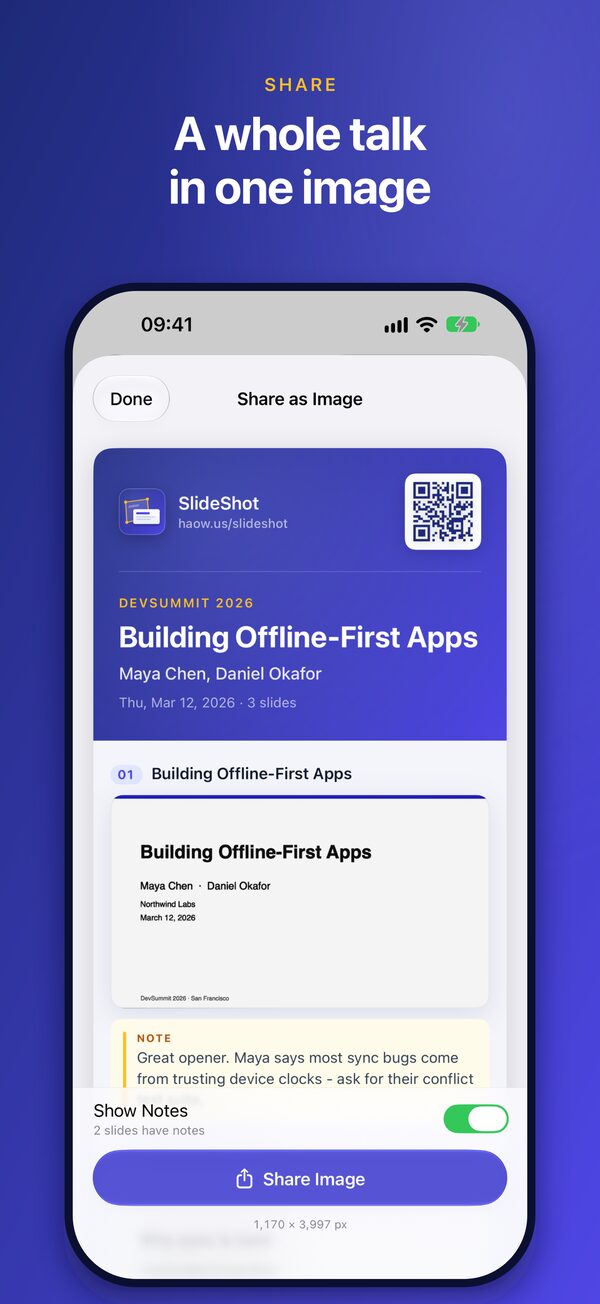 SHARE
A whole talk
in one image
09:41
Done
Share as Image
SlideShot
haow.us/slideshot
DEVSUMMIT 2026
Building Offline-First Apps
Maya Chen, Daniel Okafor
Thu, Mar 12, 2026 · 3 slides
01 Building Offline-First Apps
Building Offline-First Apps
Maya Chen · Daniel Okafor
Northwind Labs
March 12, 2026
DevSummit 2026 · San Francisco
NOTE
Great opener. Maya says most sync bugs come
from trusting device clocks - ask for their conflict
Show Notes
2 slides have notes
Share Image
1,170 × 3,997 px